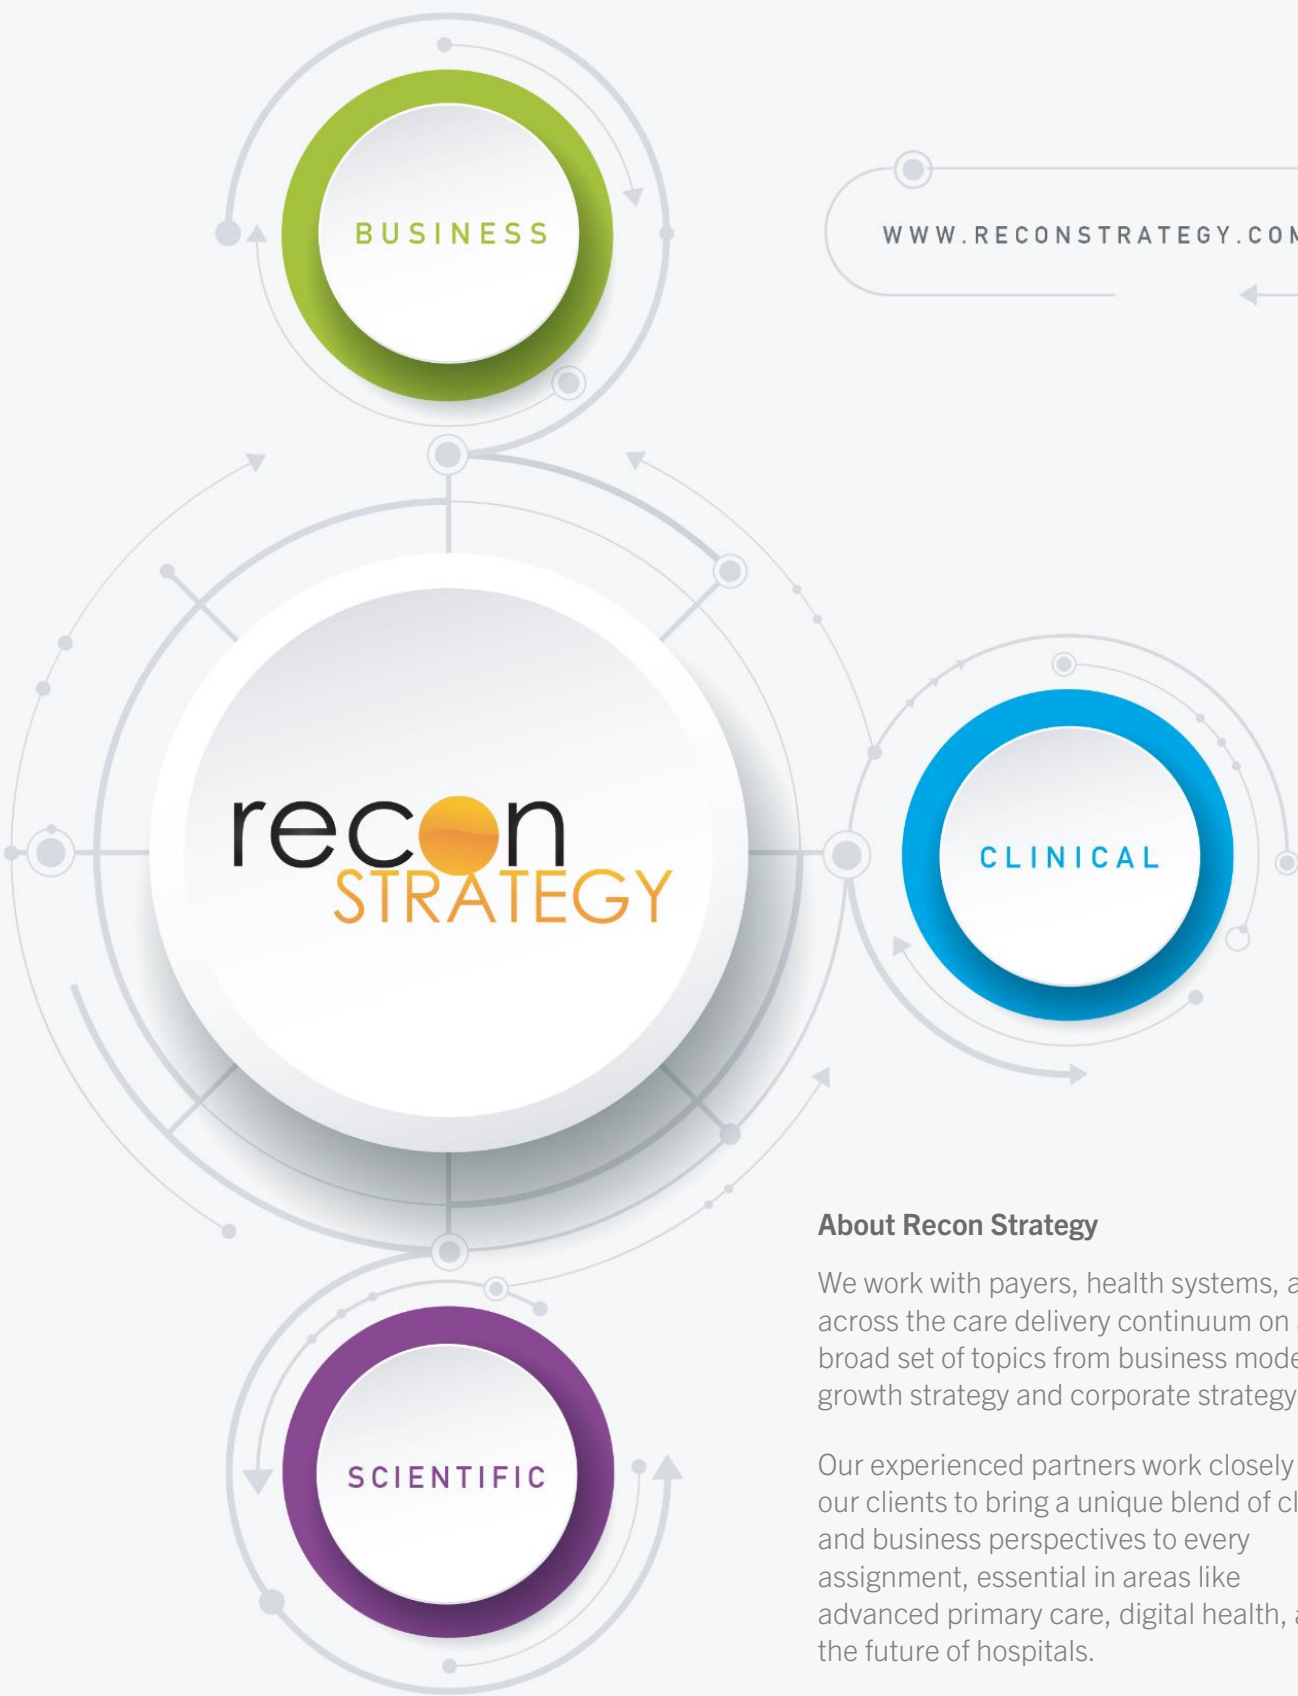 BUSINESS
WWW.RECONSTRATEGY.COM
recon
STRATEGY
CLINICAL
About Recon Strategy
We work with payers, health systems,
across the care delivery continuum on
broad set of topics from business
growth strategy and corporate strategy
Our experienced partners work closely
our clients to bring a unique blend of
and business perspectives to every
assignment, essential in areas like
advanced primary care, digital health,
the future of hospitals.
SCIENTIFIC